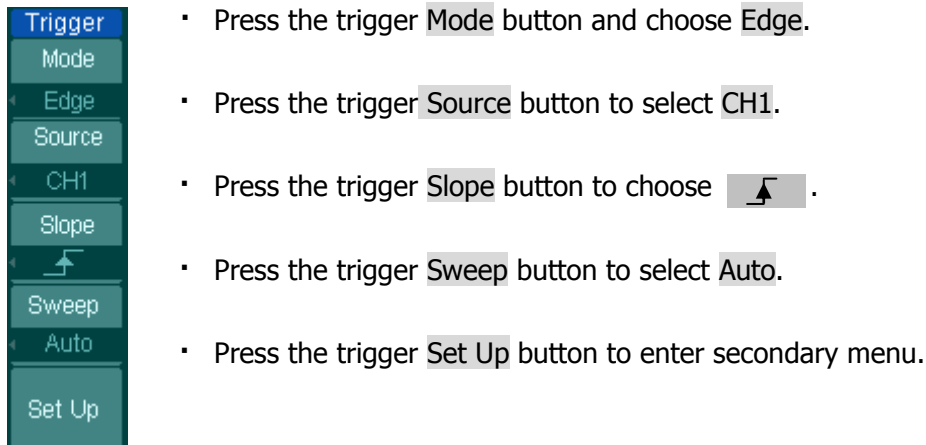 Trigger
Mode
Edge
Source
CH1
Slope
Sweep
Auto
Set Up
· Press the trigger Mode button and choose Edge.
· Press the trigger Source button to select CH1.
· Press the trigger Slope button to choose .
· Press the trigger Sweep button to select Auto.
· Press the trigger Set Up button to enter secondary menu.